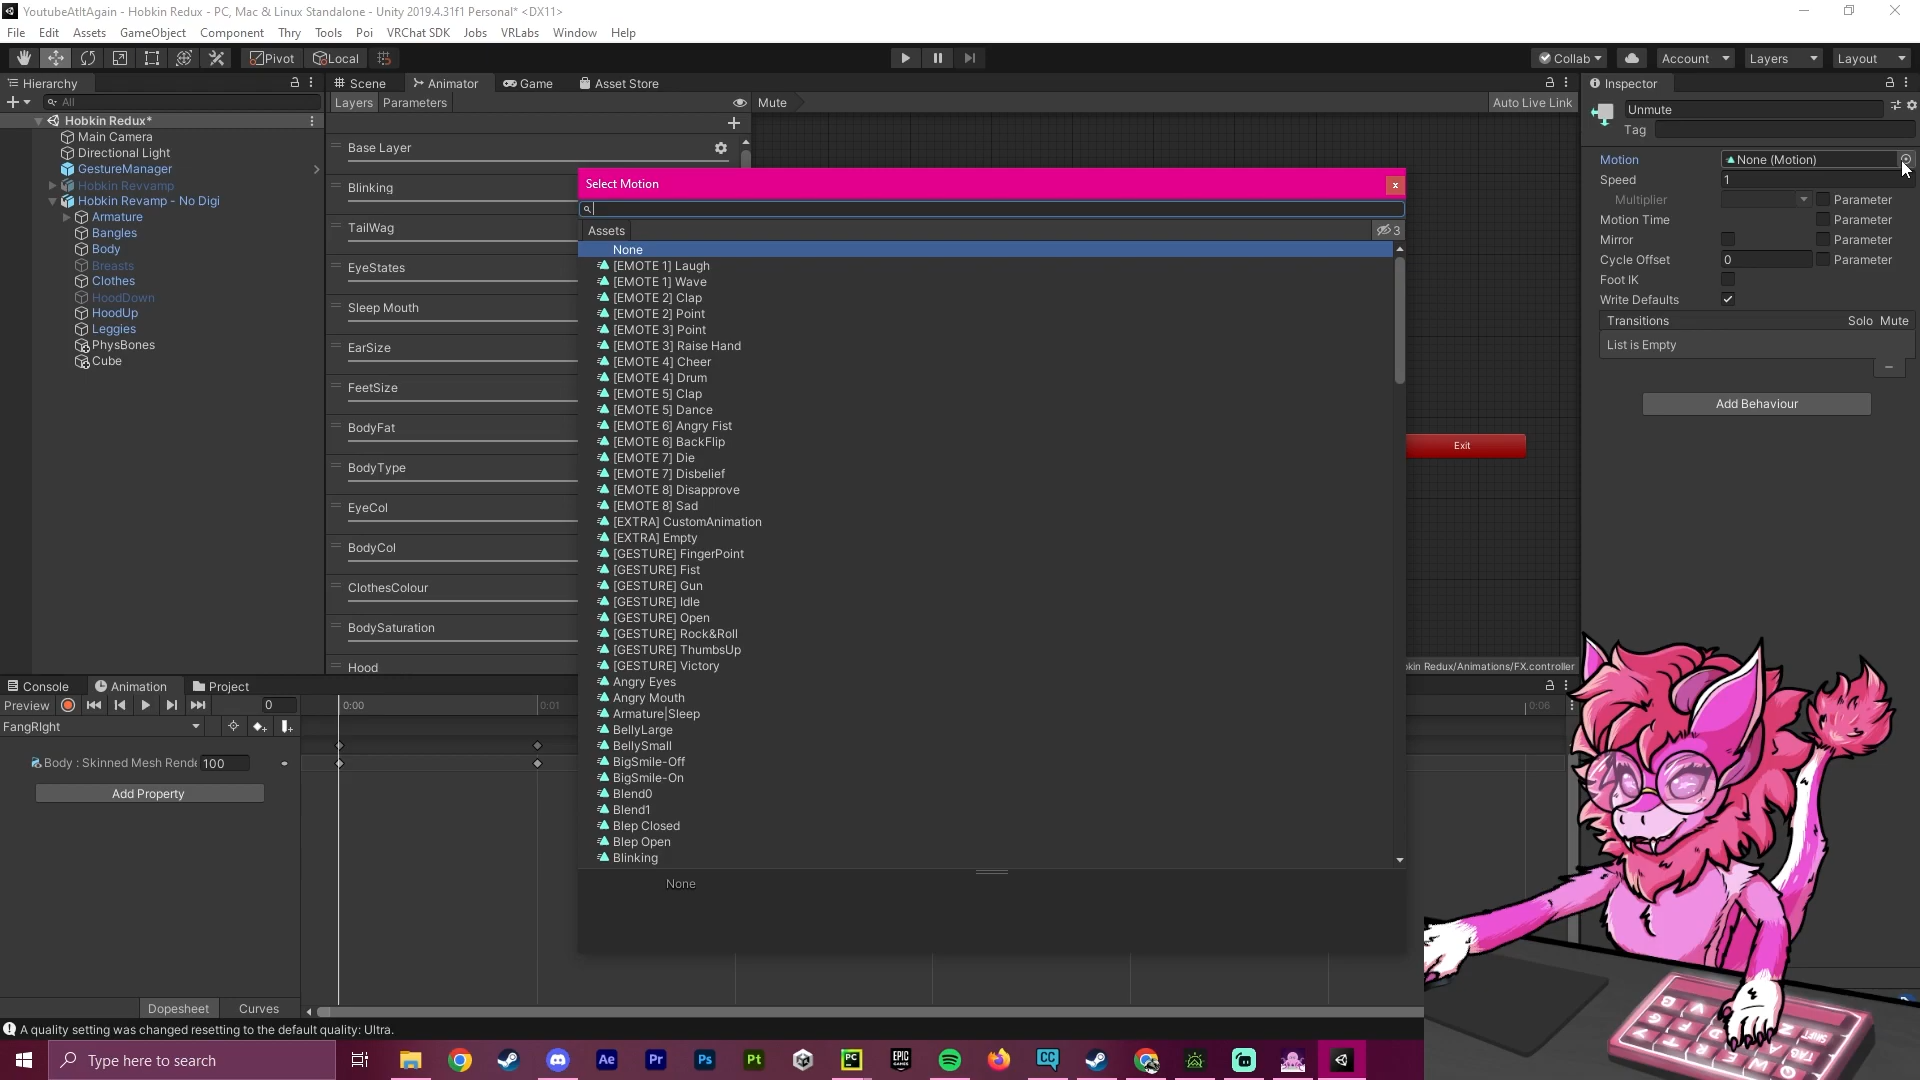 YoutubeAtItAgain - Hobkin Redux - PC, Mac & Linux Standalone - Unity 2019.4.31f1 Personal* <DX11>
File Edit Assets GameObject Component Thry Tools Poi VRChat SDK Jobs VRLabs Window Help
Pivot Local Collab Account Layers Layout
Hierarchy
All
Hobkin Redux*
Main Camera
Directional Light
GestureManager
Hobkin Revvamp
Hobkin Revamp - No Digi
Armature
Bangles
Body
Breasts
Clothes
HoodDown
HoodUp
Leggies
PhysBones
Cube
Scene Animator Game Asset Store
Layers Parameters Mute Auto Live Link
Base Layer
Blinking
TailWag
EyeStates
Sleep Mouth
EarSize
FeetSize
BodyFat
BodyType
EyeCol
BodyCol
ClothesColour
BodySaturation
Hood
Exit
kin Redux/Animations/FX.controller
Select Motion
x
Assets 3
None
[EMOTE 1] Laugh
[EMOTE 1] Wave
[EMOTE 2] Clap
[EMOTE 2] Point
[EMOTE 3] Point
[EMOTE 3] Raise Hand
[EMOTE 4] Cheer
[EMOTE 4] Drum
[EMOTE 5] Clap
[EMOTE 5] Dance
[EMOTE 6] Angry Fist
[EMOTE 6] BackFlip
[EMOTE 7] Die
[EMOTE 7] Disbelief
[EMOTE 8] Disapprove
[EMOTE 8] Sad
[EXTRA] CustomAnimation
[EXTRA] Empty
[GESTURE] FingerPoint
[GESTURE] Fist
[GESTURE] Gun
[GESTURE] Idle
[GESTURE] Open
[GESTURE] Rock&Roll
[GESTURE] ThumbsUp
[GESTURE] Victory
Angry Eyes
Angry Mouth
Armature|Sleep
BellyLarge
BellySmall
BigSmile-Off
BigSmile-On
Blend0
Blend1
Blep Closed
Blep Open
Blinking
None
Inspector
Unmute
Tag
Motion None (Motion)
Speed 1
Multiplier Parameter
Motion Time Parameter
Mirror Parameter
Cycle Offset 0 Parameter
Foot IK
Write Defaults
Transitions Solo Mute
List is Empty
Add Behaviour
Console Animation Project
Preview 0 0:00 0:01 0:06
FangRIght
Body : Skinned Mesh Rende 100
Add Property
Dopesheet Curves
A quality setting was changed resetting to the default quality: Ultra.
Type here to search
Ae Pr Ps Pt PC EPIC GAMES CC